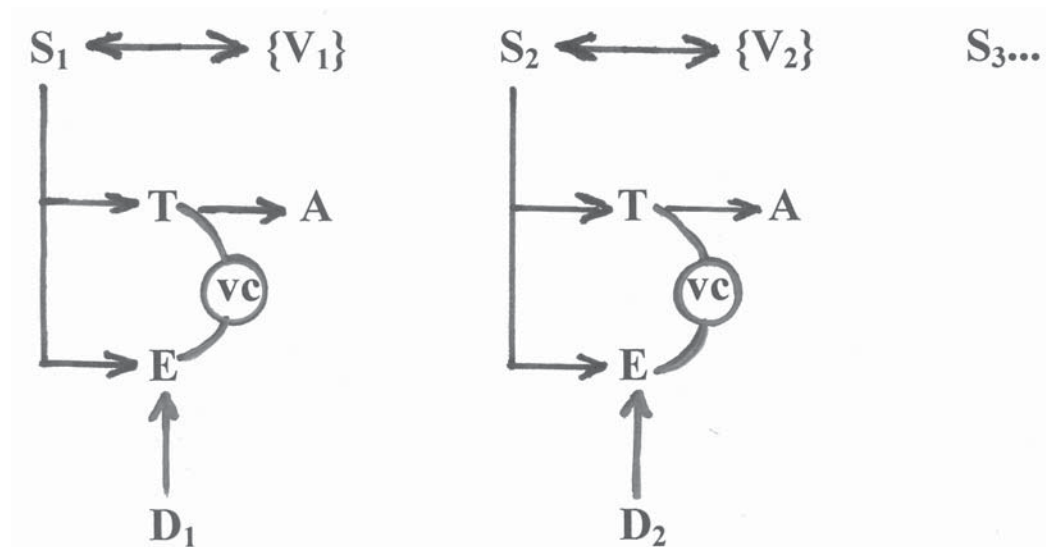 S₁ {V₁} S₂ {V₂} S₃...
T A T A
vc vc
E E
D₁ D₂